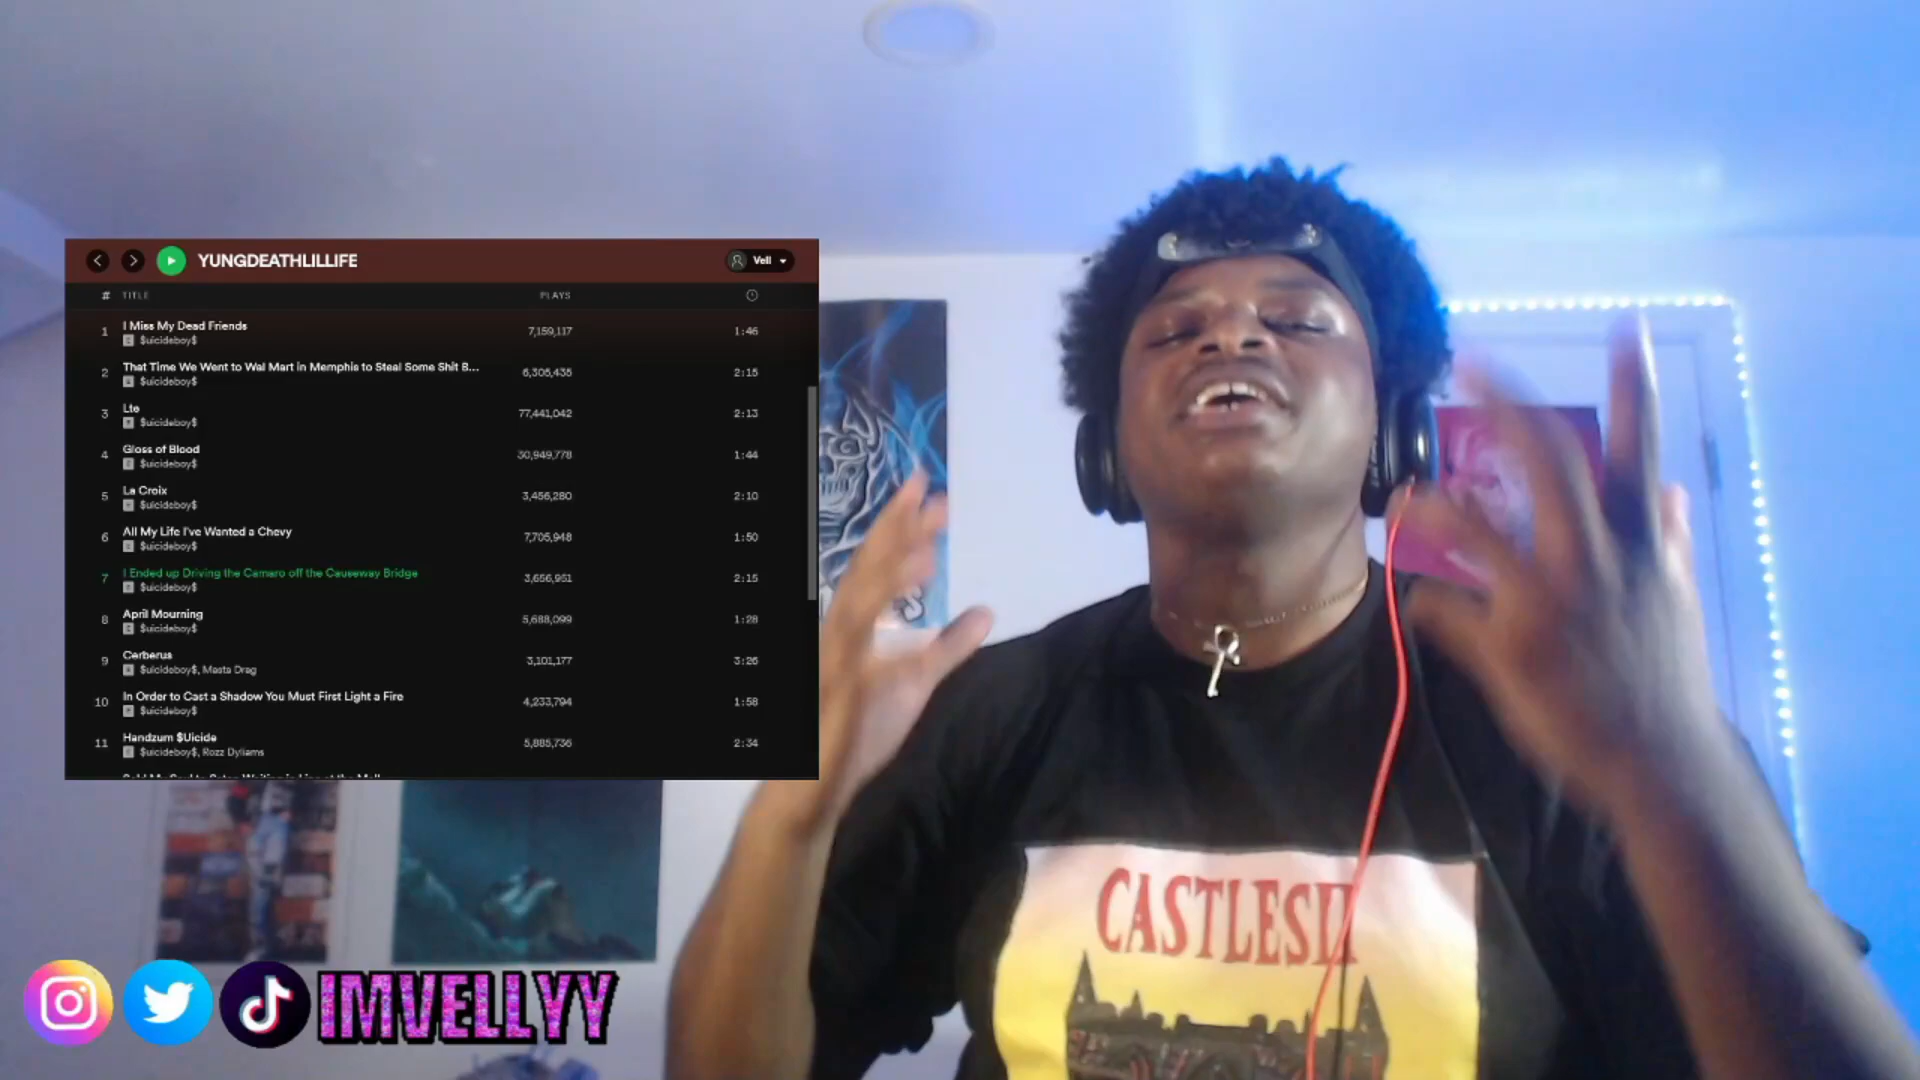 YUNGDEATHLILLIFE
Vell
# TITLE PLAYS
1 I Miss My Dead Friends 7,159,117 1:46
E $uicideboy$
2 That Time We Went to Wal Mart in Memphis to Steal Some Shit B... 6,305,435 2:15
E $uicideboy$
3 Lte 77,441,042 2:13
E $uicideboy$
4 Gloss of Blood 30,949,778 1:44
E $uicideboy$
5 La Croix 3,456,280 2:10
E $uicideboy$
6 All My Life I've Wanted a Chevy 7,705,948 1:50
E $uicideboy$
7 I Ended up Driving the Camaro off the Causeway Bridge 3,656,951 2:15
E $uicideboy$
8 April Mourning 5,688,099 1:28
E $uicideboy$
9 Cerberus 3,101,177 3:26
E $uicideboy$, Masta Drag
10 In Order to Cast a Shadow You Must First Light a Fire 4,233,794 1:58
E $uicideboy$
11 Handzum $Uicide 5,885,736 2:34
E $uicideboy$, Rozz Dyliams
CASTLES II
IMVELLYY